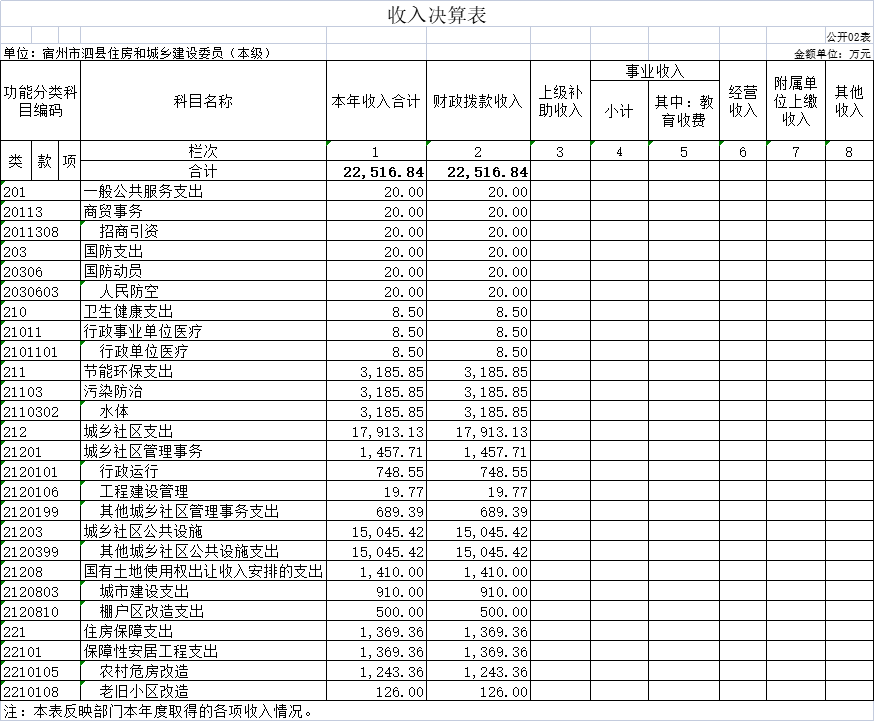 收入决算表
公开02表
单位：宿州市泗县住房和城乡建设委员（本级） 金额单位：万元
功能分类科目编码 科目名称 本年收入合计 财政拨款收入 上级补助收入 事业收入 经营收入 附属单位上缴收入 其他收入
小计 其中：教育收费
类 款 项 栏次 1 2 3 4 5 6 7 8
合计 22,516.84 22,516.84
201 一般公共服务支出 20.00 20.00
20113 商贸事务 20.00 20.00
2011308 招商引资 20.00 20.00
203 国防支出 20.00 20.00
20306 国防动员 20.00 20.00
2030603 人民防空 20.00 20.00
210 卫生健康支出 8.50 8.50
21011 行政事业单位医疗 8.50 8.50
2101101 行政单位医疗 8.50 8.50
211 节能环保支出 3,185.85 3,185.85
21103 污染防治 3,185.85 3,185.85
2110302 水体 3,185.85 3,185.85
212 城乡社区支出 17,913.13 17,913.13
21201 城乡社区管理事务 1,457.71 1,457.71
2120101 行政运行 748.55 748.55
2120106 工程建设管理 19.77 19.77
2120199 其他城乡社区管理事务支出 689.39 689.39
21203 城乡社区公共设施 15,045.42 15,045.42
2120399 其他城乡社区公共设施支出 15,045.42 15,045.42
21208 国有土地使用权出让收入安排的支出 1,410.00 1,410.00
2120803 城市建设支出 910.00 910.00
2120810 棚户区改造支出 500.00 500.00
221 住房保障支出 1,369.36 1,369.36
22101 保障性安居工程支出 1,369.36 1,369.36
2210105 农村危房改造 1,243.36 1,243.36
2210108 老旧小区改造 126.00 126.00
注：本表反映部门本年度取得的各项收入情况。